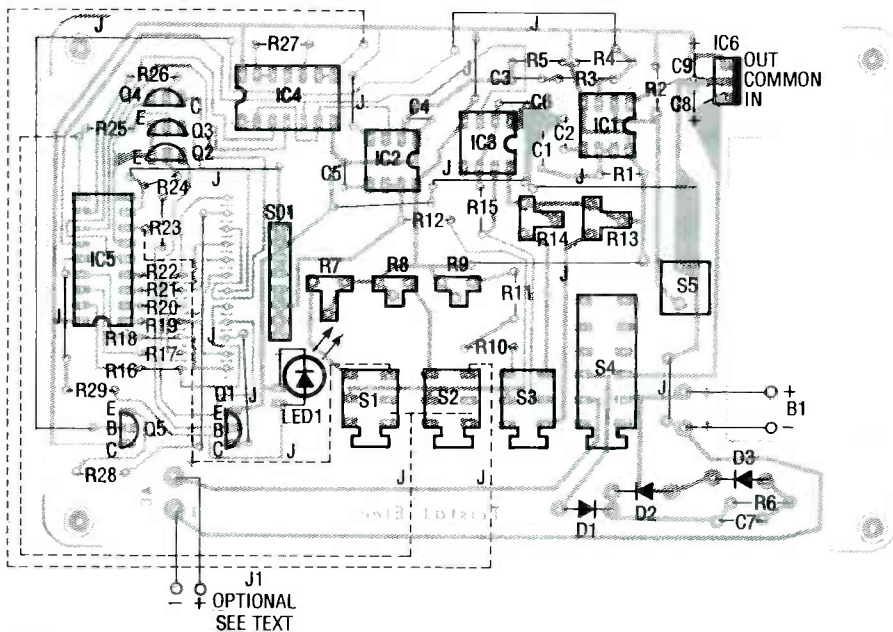 J
R27
J
IC6
R26
R5
R4
C9
OUT
Q4
C
IC4
J
C3
R3
R2
COMMON
E
C8
IN
R25
Q3
J
C4
C6
E
Q2
IC2
IC3
C2
IC1
C1
R24
J
C5
J
R1
SO1
R12
R15
R23
R14
R13
IC5
R22
R7
R8
R9
J
R21
R11
S5
R20
J
J
R19
R18
R17
R10
S4
R16
J
R29
Q1
LED1
S1
S2
S3
J
+
E
E
B1
B
Q5
B
-
C
C
J
R28
J
J
D3
3A
D1
D2
R6
C7
J1
- + OPTIONAL
SEE TEXT